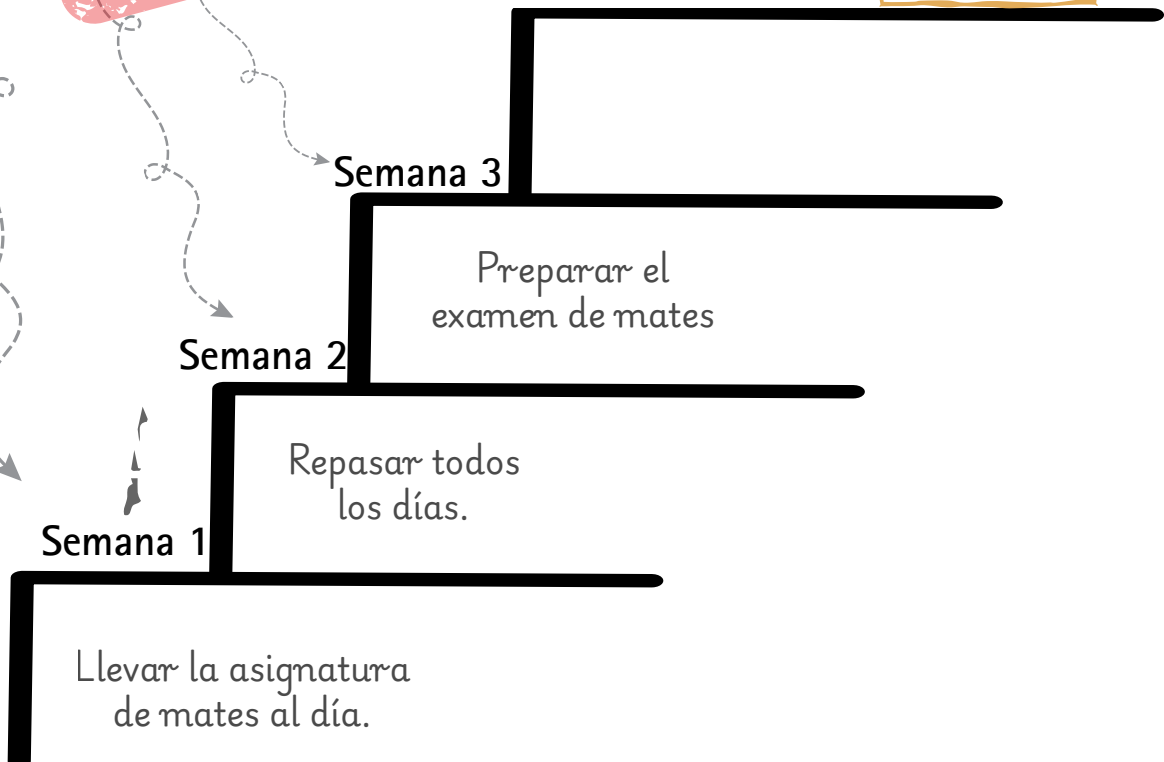 Semana 3
Preparar el
examen de mates
Semana 2
Repasar todos
los días.
Semana 1
Llevar la asignatura
de mates al día.